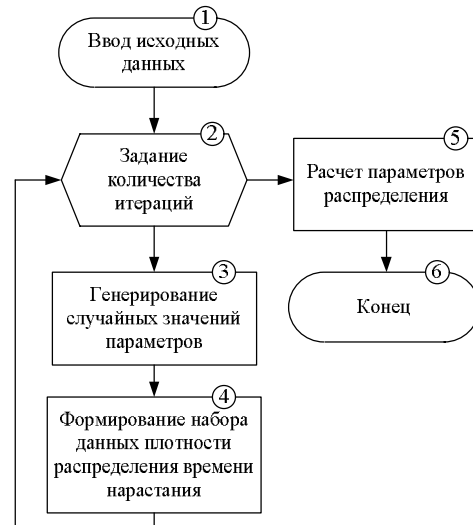 1
Ввод исходных
данных
2
Задание
количества
итераций
5
Расчет параметров
распределения
3
Генерирование
случайных значений
параметров
6
Конец
4
Формирование набора
данных плотности
распределения времени
нарастания